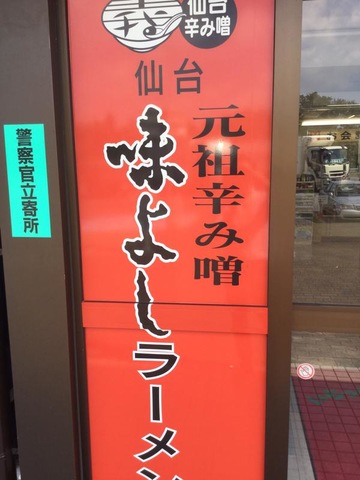 仙台
辛み噌
仙台
元祖辛み噌
味よしラーメン
警察官立寄所